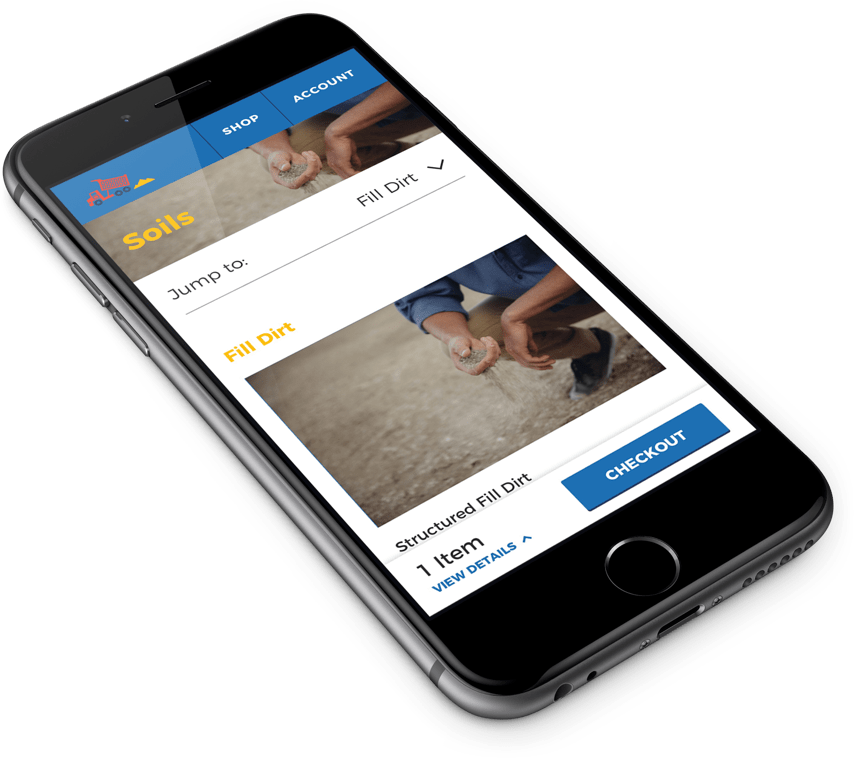 SHOP
ACCOUNT
Soils
Jump to:
Fill Dirt
Fill Dirt
Structured Fill Dirt
1 Item
VIEW DETAILS
CHECKOUT